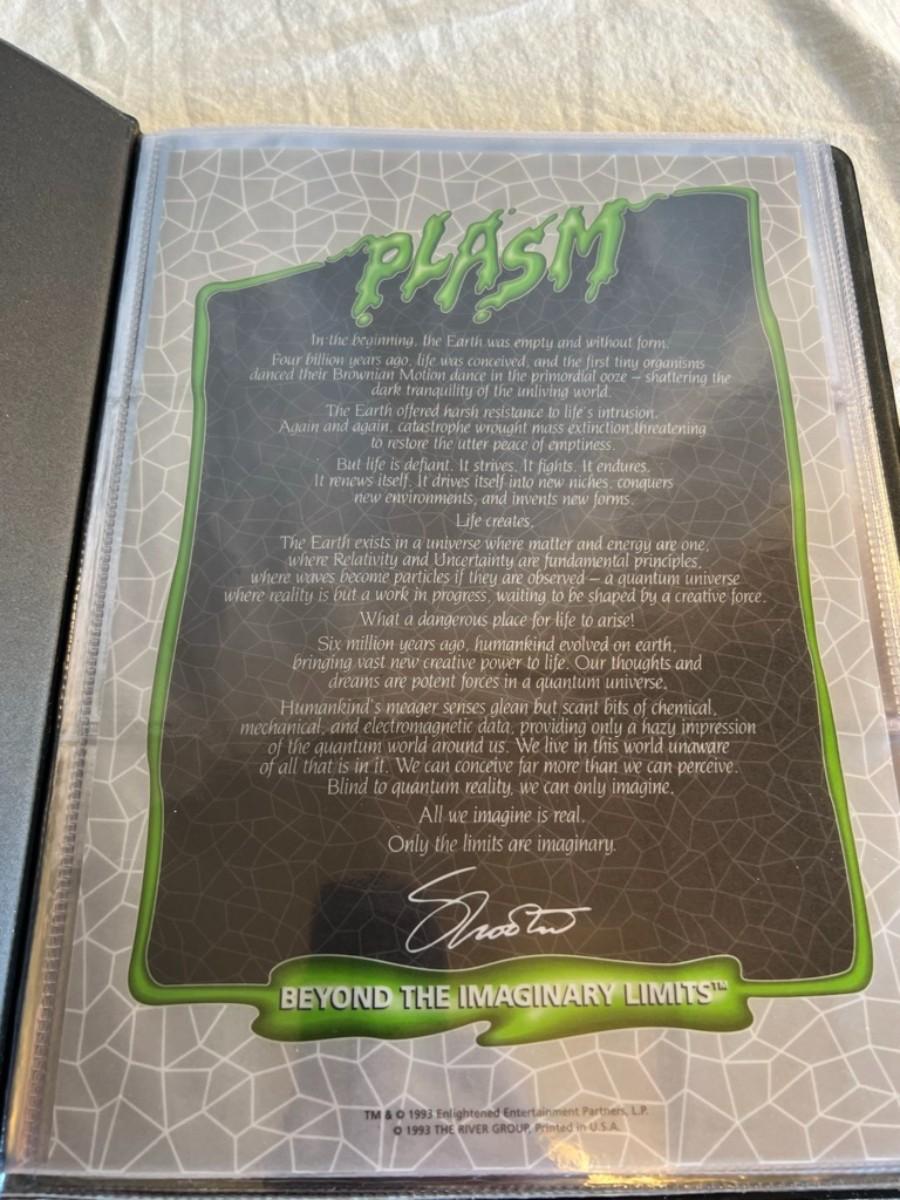 PLASM
In the beginning, the Earth was empty and without form.
Four billion years ago, life was conceived, and the first tiny organisms
danced their Brownian Motion dance in the primordial ooze – shattering the
dark tranquility of the unliving world.
The Earth offered harsh resistance to life's intrusion.
Again and again, catastrophe wrought mass extinction, threatening
to restore the utter peace of emptiness.
But life is defiant. It strives. It fights. It endures.
It renews itself. It drives itself into new niches, conquers
new environments, and invents new forms.
Life creates.
The Earth exists in a universe where matter and energy are one,
where Relativity and Uncertainty are fundamental principles,
where waves become particles if they are observed – a quantum universe
where reality is but a work in progress, waiting to be shaped by a creative force.
What a dangerous place for life to arise!
Six million years ago, humankind evolved on earth,
bringing vast new creative power to life. Our thoughts and
dreams are potent forces in a quantum universe.
Humankind's meager senses glean but scant bits of chemical,
mechanical, and electromagnetic data, providing only a hazy impression
of the quantum world around us. We live in this world unaware
of all that is in it. We can conceive far more than we can perceive.
Blind to quantum reality, we can only imagine.
All we imagine is real.
Only the limits are imaginary.
Shooter
BEYOND THE IMAGINARY LIMITS™
TM & © 1993 Enlightened Entertainment Partners, L.P.
© 1993 THE RIVER GROUP, Printed in U.S.A.